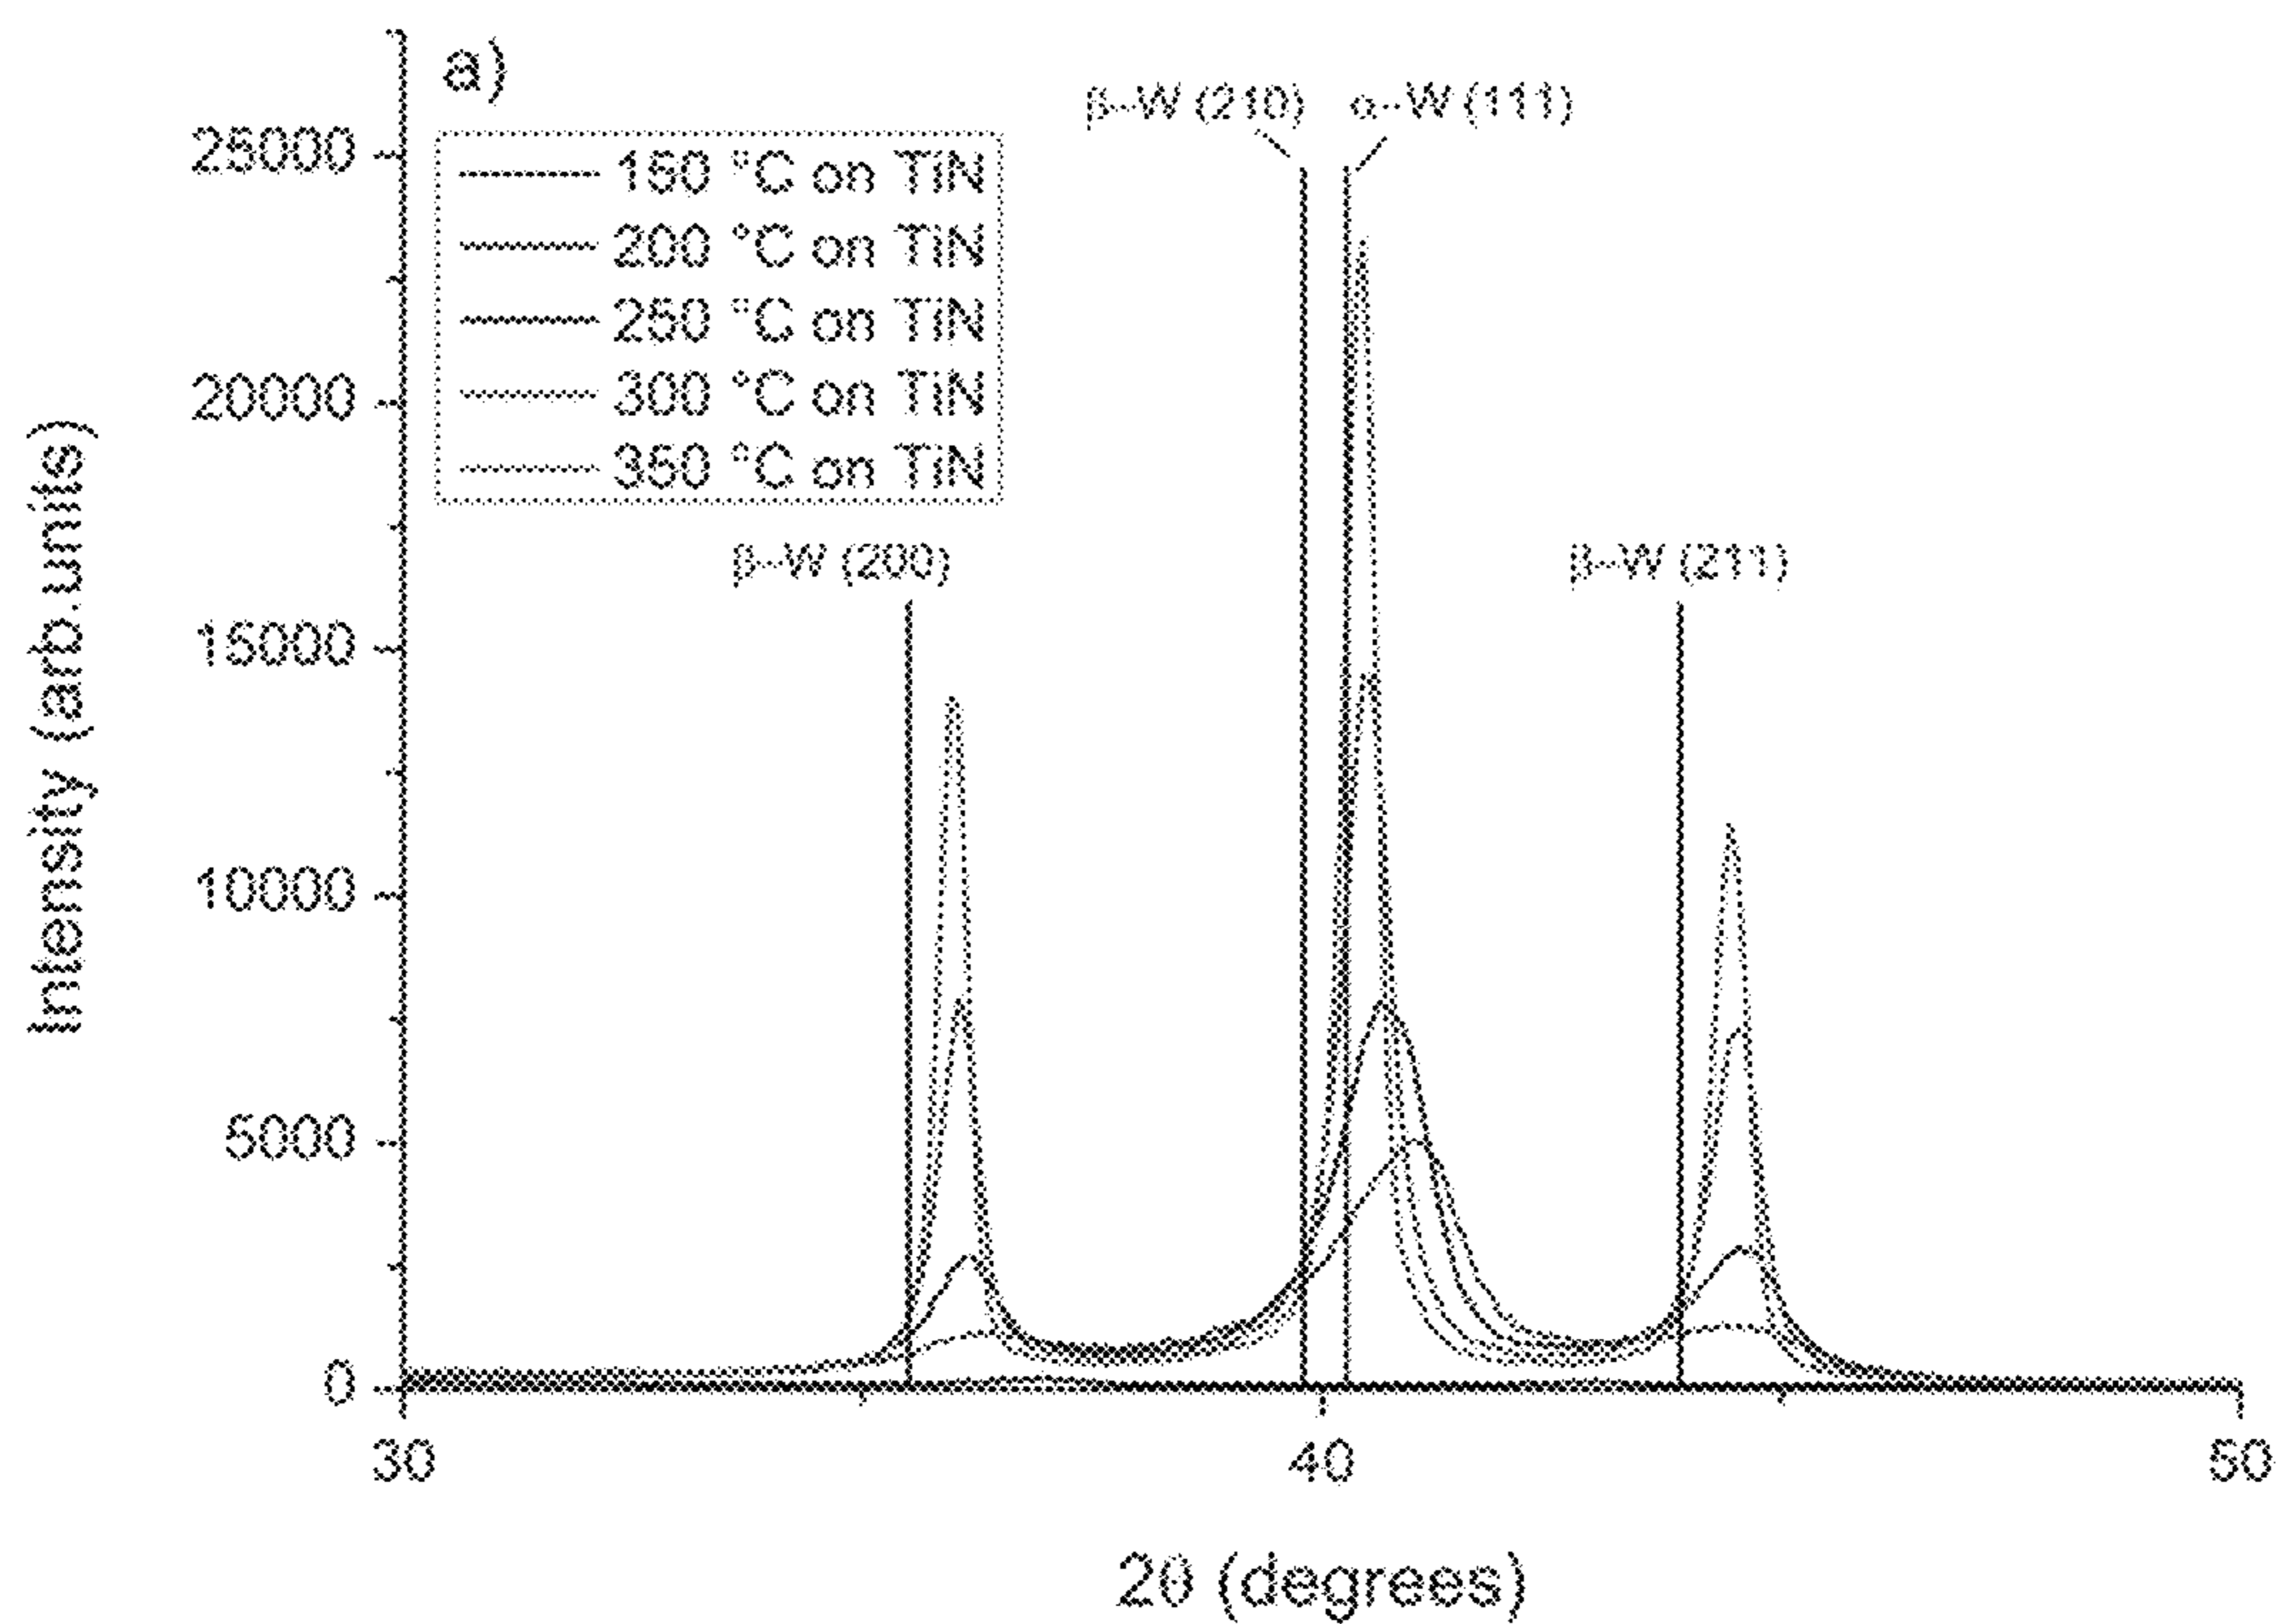 a)
β-W (210)
α-W (111)
25000
150 °C on TiN
200 °C on TiN
250 °C on TiN
300 °C on TiN
350 °C on TiN
20000
β-W (200)
β-W (211)
15000
10000
5000
0
Intensity (arb.units)
30
40
50
2θ (degrees)